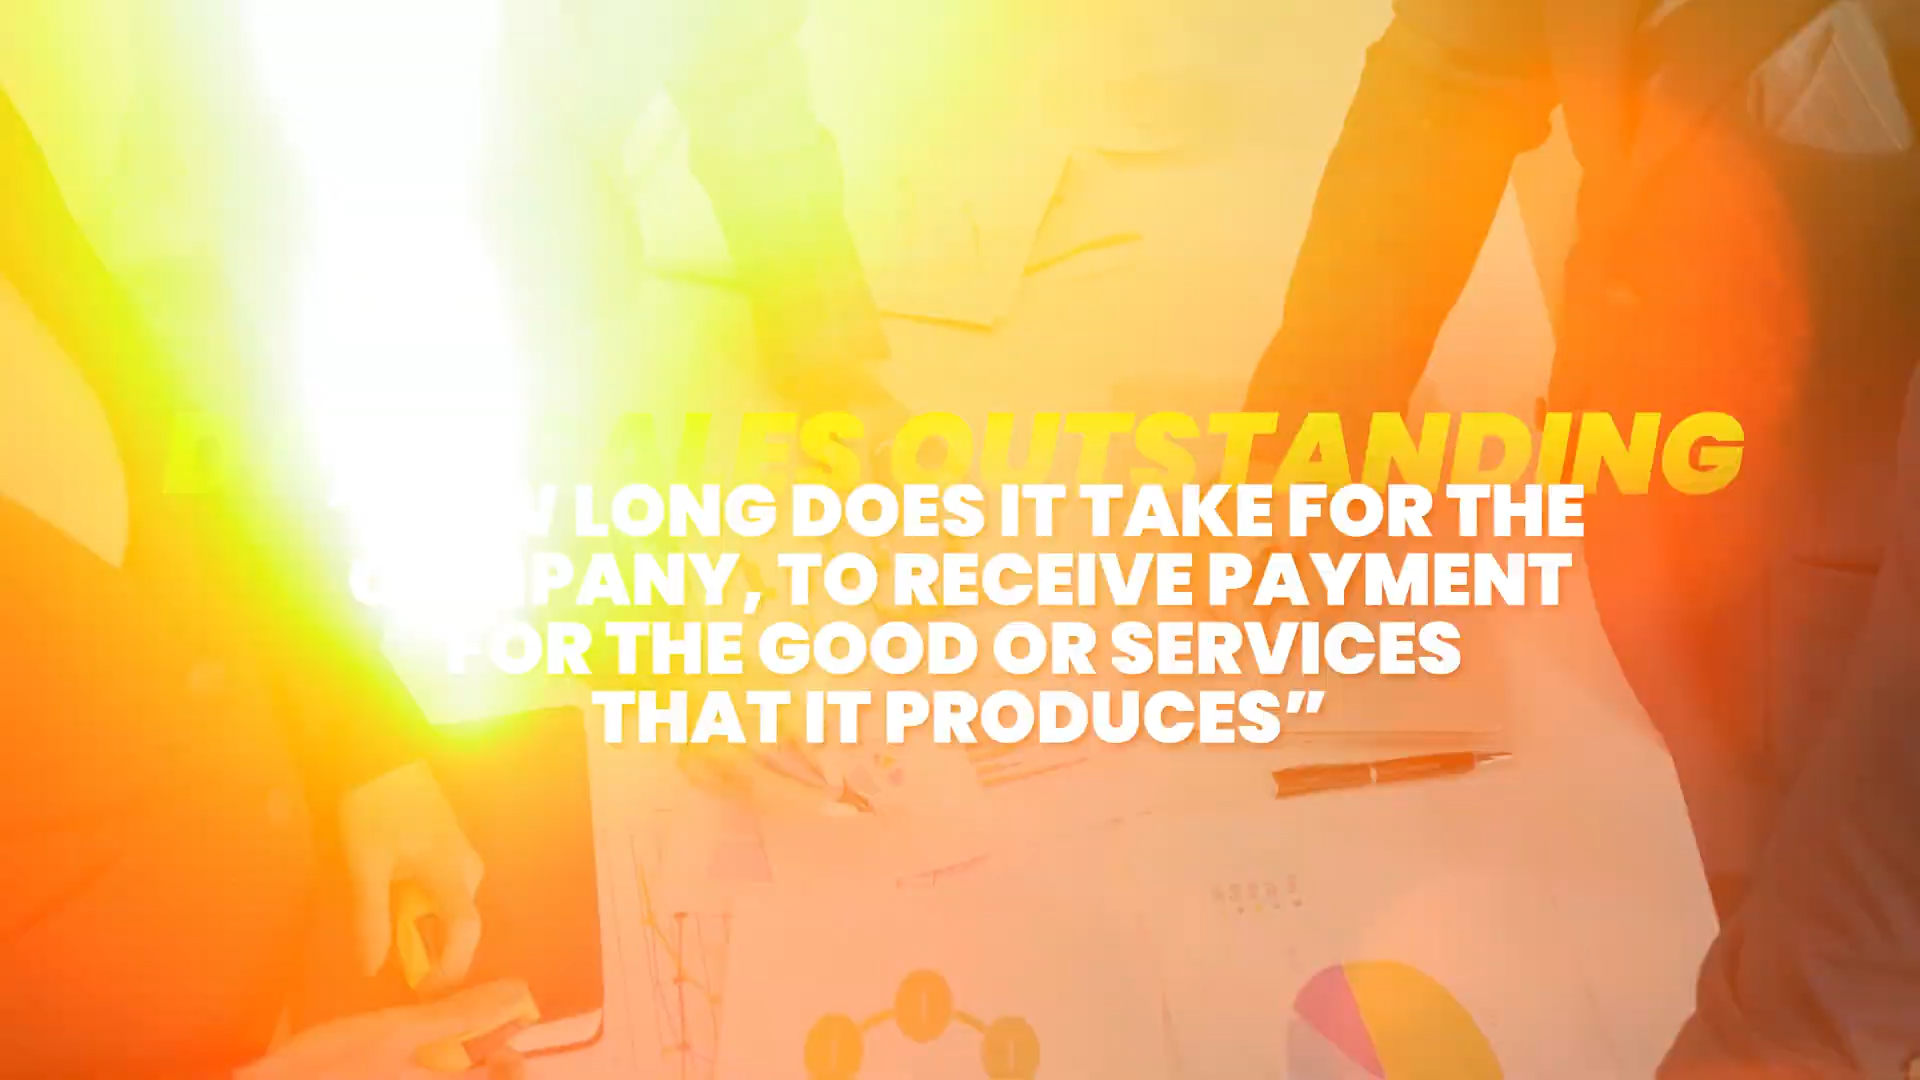 SALES OUTSTANDING
LONG DOES IT TAKE FOR THE
COMPANY, TO RECEIVE PAYMENT
FOR THE GOOD OR SERVICES
THAT IT PRODUCES”